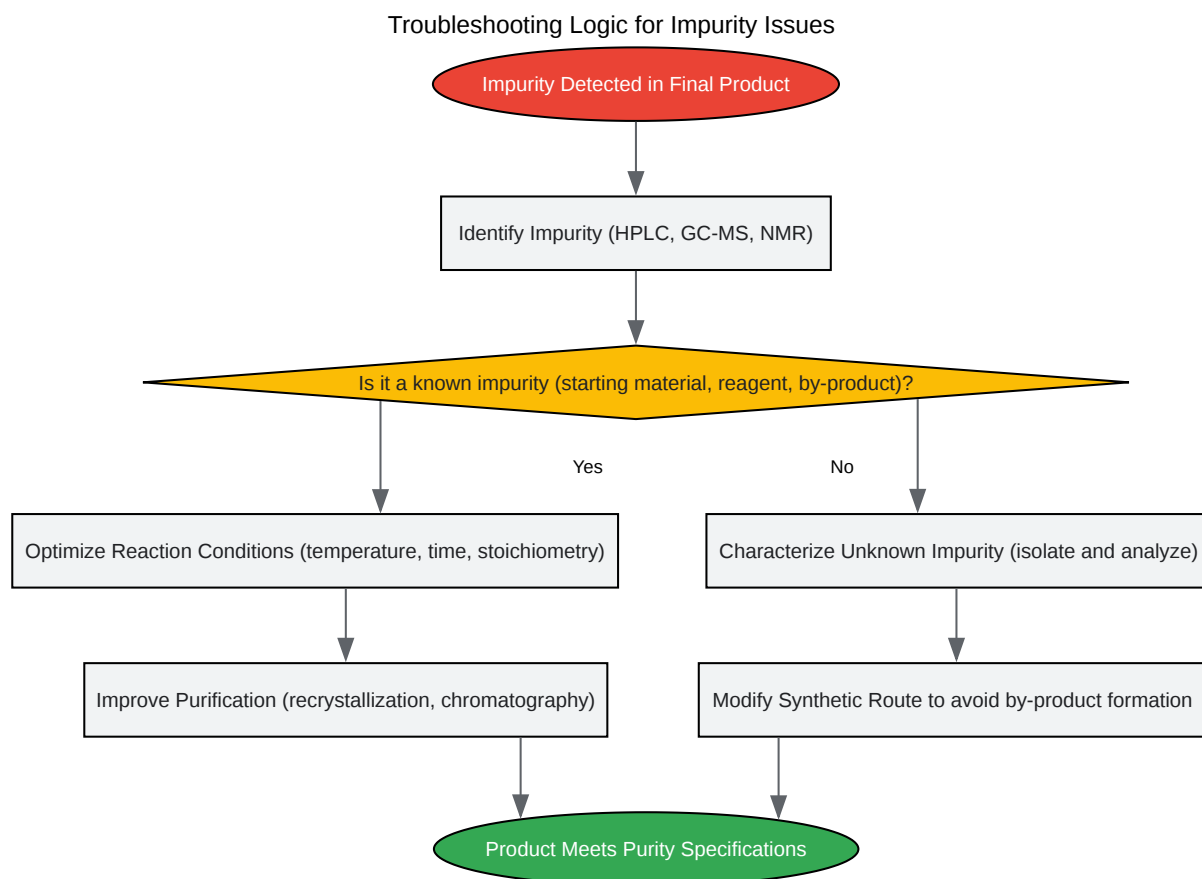 Troubleshooting Logic for Impurity Issues
Impurity Detected in Final Product
Identify Impurity (HPLC, GC-MS, NMR)
Is it a known impurity (starting material, reagent, by-product)?
Yes
No
Optimize Reaction Conditions (temperature, time, stoichiometry)
Characterize Unknown Impurity (isolate and analyze)
Improve Purification (recrystallization, chromatography)
Modify Synthetic Route to avoid by-product formation
Product Meets Purity Specifications